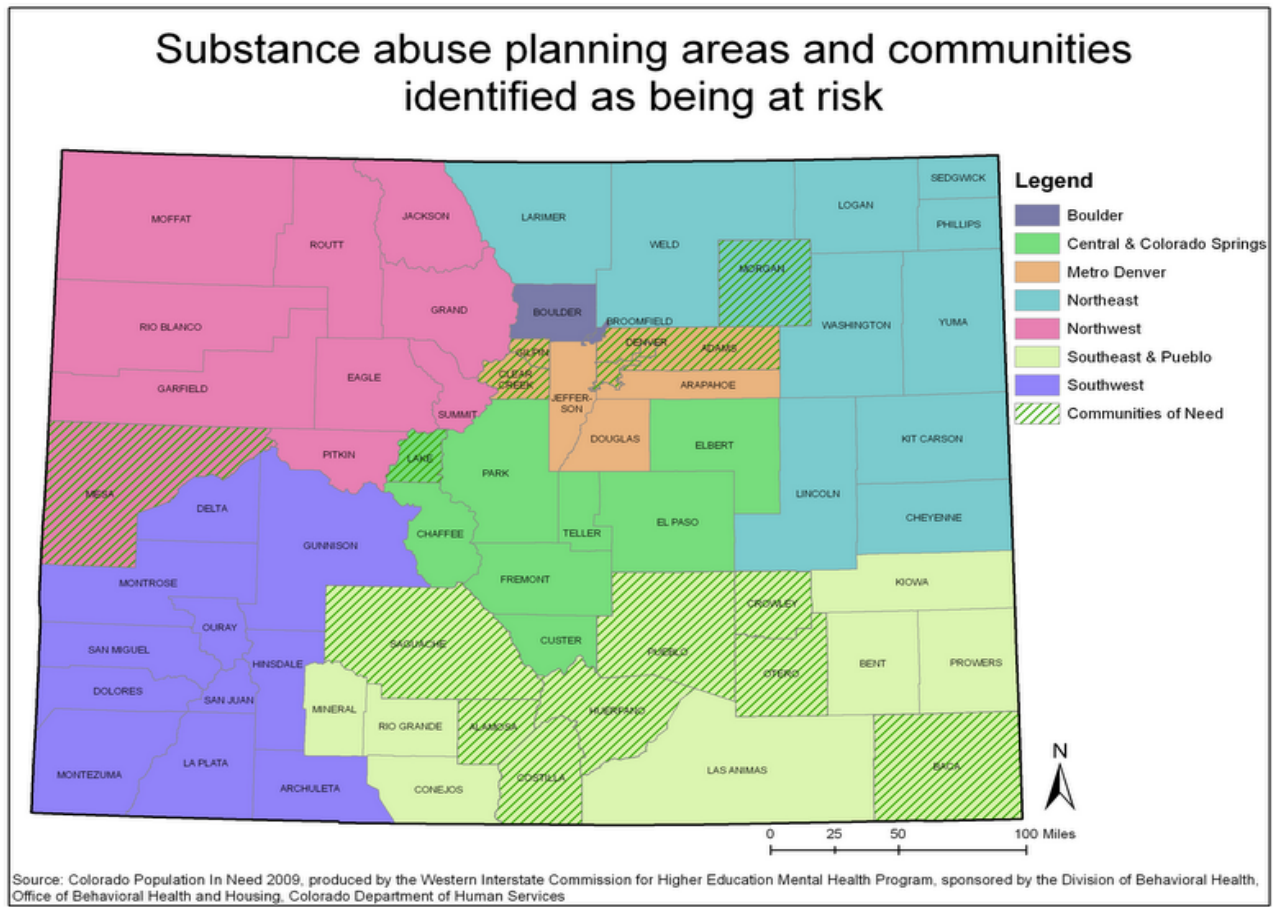 Substance abuse planning areas and communities
identified as being at risk
Legend
Boulder
Central & Colorado Springs
Metro Denver
Northeast
Northwest
Southeast & Pueblo
Southwest
Communities of Need
MOFFAT
ROUTT
JACKSON
LARIMER
WELD
LOGAN
SEDGWICK
PHILLIPS
MORGAN
RIO BLANCO
GRAND
BOULDER
BROOMFIELD
WASHINGTON
YUMA
GARFIELD
EAGLE
SUMMIT
GILPIN
CLEAR
CREEK
JEFFER-
SON
DENVER
ADAMS
ARAPAHOE
DOUGLAS
ELBERT
KIT CARSON
MESA
PITKIN
LAKE
PARK
LINCOLN
DELTA
GUNNISON
CHAFFEE
TELLER
EL PASO
CHEYENNE
MONTROSE
FREMONT
KIOWA
OURAY
SAGUACHE
CUSTER
CROWLEY
PUEBLO
SAN MIGUEL
HINSDALE
OTERO
BENT
PROWERS
DOLORES
SAN JUAN
MINERAL
RIO GRANDE
ALAMOSA
HUERFANO
MONTEZUMA
LA PLATA
ARCHULETA
CONEJOS
COSTILLA
LAS ANIMAS
BACA
N
0 25 50 100 Miles
Source: Colorado Population In Need 2009, produced by the Western Interstate Commission for Higher Education Mental Health Program, sponsored by the Division of Behavioral Health,
Office of Behavioral Health and Housing, Colorado Department of Human Services